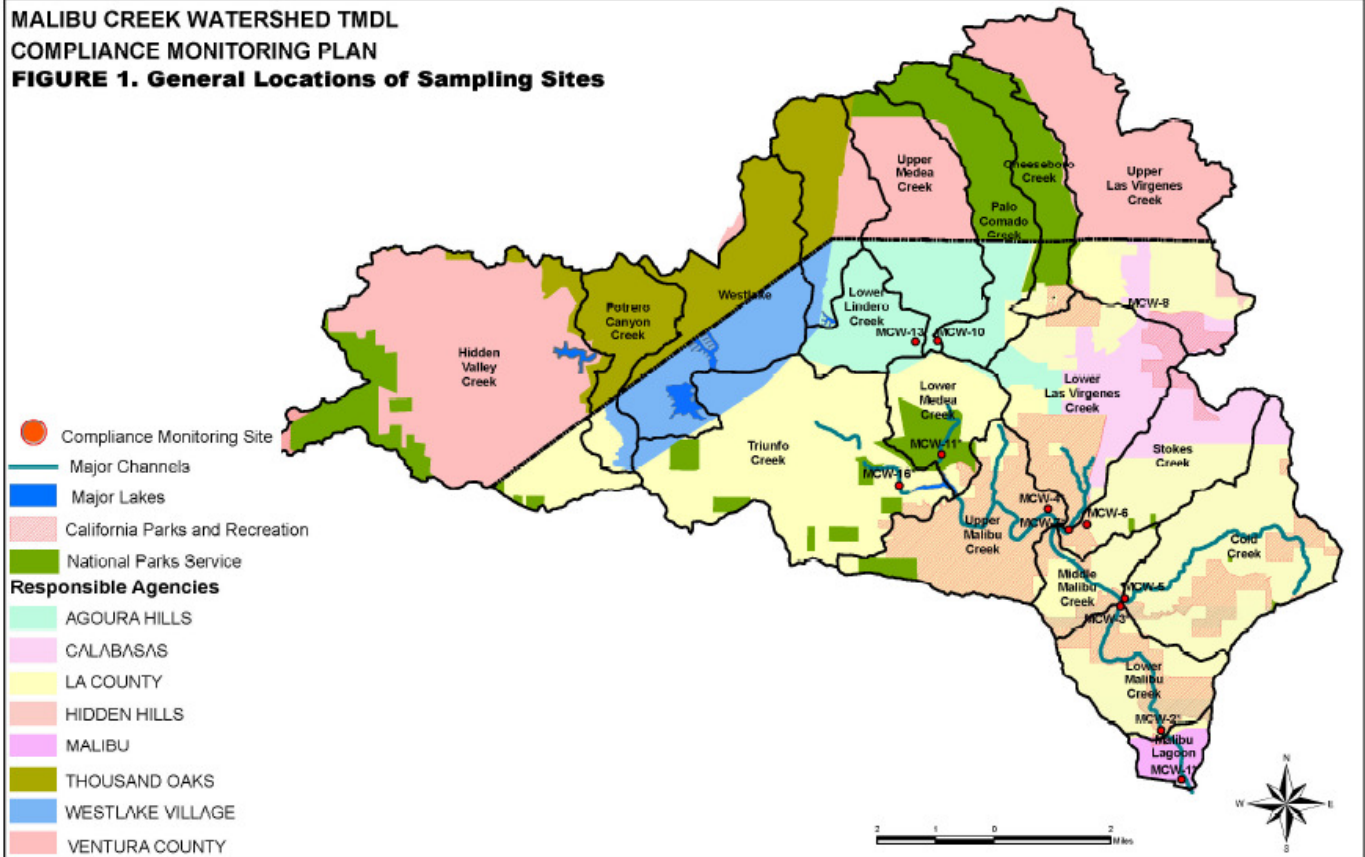 MALIBU CREEK WATERSHED TMDL
COMPLIANCE MONITORING PLAN
FIGURE 1. General Locations of Sampling Sites
Upper
Medea
Creek
Cheeseboro
Creek
Upper
Las Virgenes
Creek
Palo
Comado
Creek
Westlake
Potrero
Canyon
Creek
Lower
Lindero
Creek
MCW-8
MCW-13
MCW-10
Hidden
Valley
Creek
Lower
Medea
Creek
Lower
Las Virgenes
Creek
Triunfo
Creek
MCW-11*
Stokes
Creek
MCW-16*
MCW-4
MCW-6
Upper
Malibu
Creek
Cold
Creek
Middle
Malibu
Creek
MCW-5
MCW-3*
Lower
Malibu
Creek
MCW-2*
Malibu
Lagoon
MCW-1*
Compliance Monitoring Site
Major Channels
Major Lakes
California Parks and Recreation
National Parks Service
Responsible Agencies
AGOURA HILLS
CALABASAS
LA COUNTY
HIDDEN HILLS
MALIBU
THOUSAND OAKS
WESTLAKE VILLAGE
VENTURA COUNTY
2 1 0 2
Miles
N
W E
S